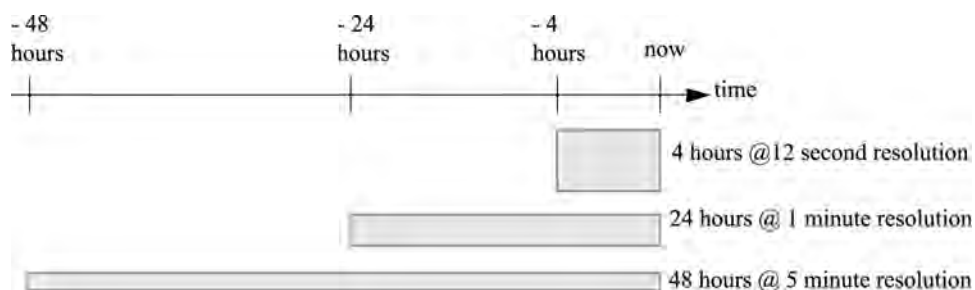 - 48
hours
- 24
hours
- 4
hours
now
time
4 hours @12 second resolution
24 hours @ 1 minute resolution
48 hours @ 5 minute resolution